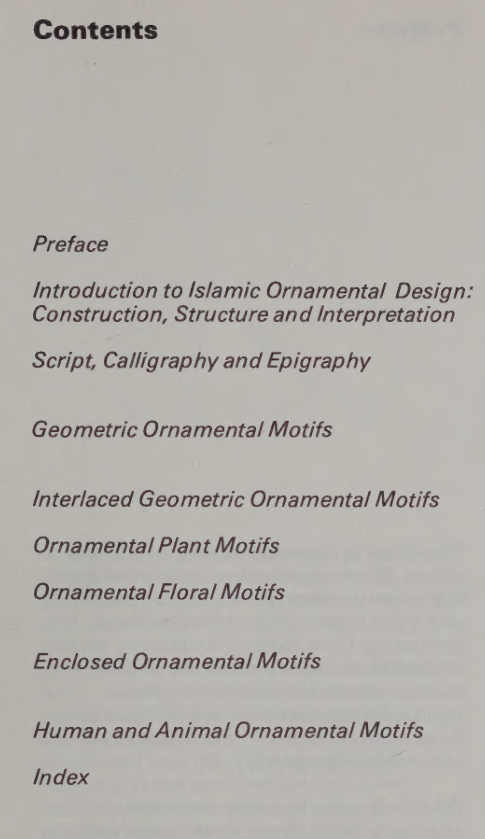 Contents
Preface
Introduction to Islamic Ornamental Design:
Construction, Structure and Interpretation
Script, Calligraphy and Epigraphy
Geometric Ornamental Motifs
Interlaced Geometric Ornamental Motifs
Ornamental Plant Motifs
Ornamental Floral Motifs
Enclosed Ornamental Motifs
Human and Animal Ornamental Motifs
Index